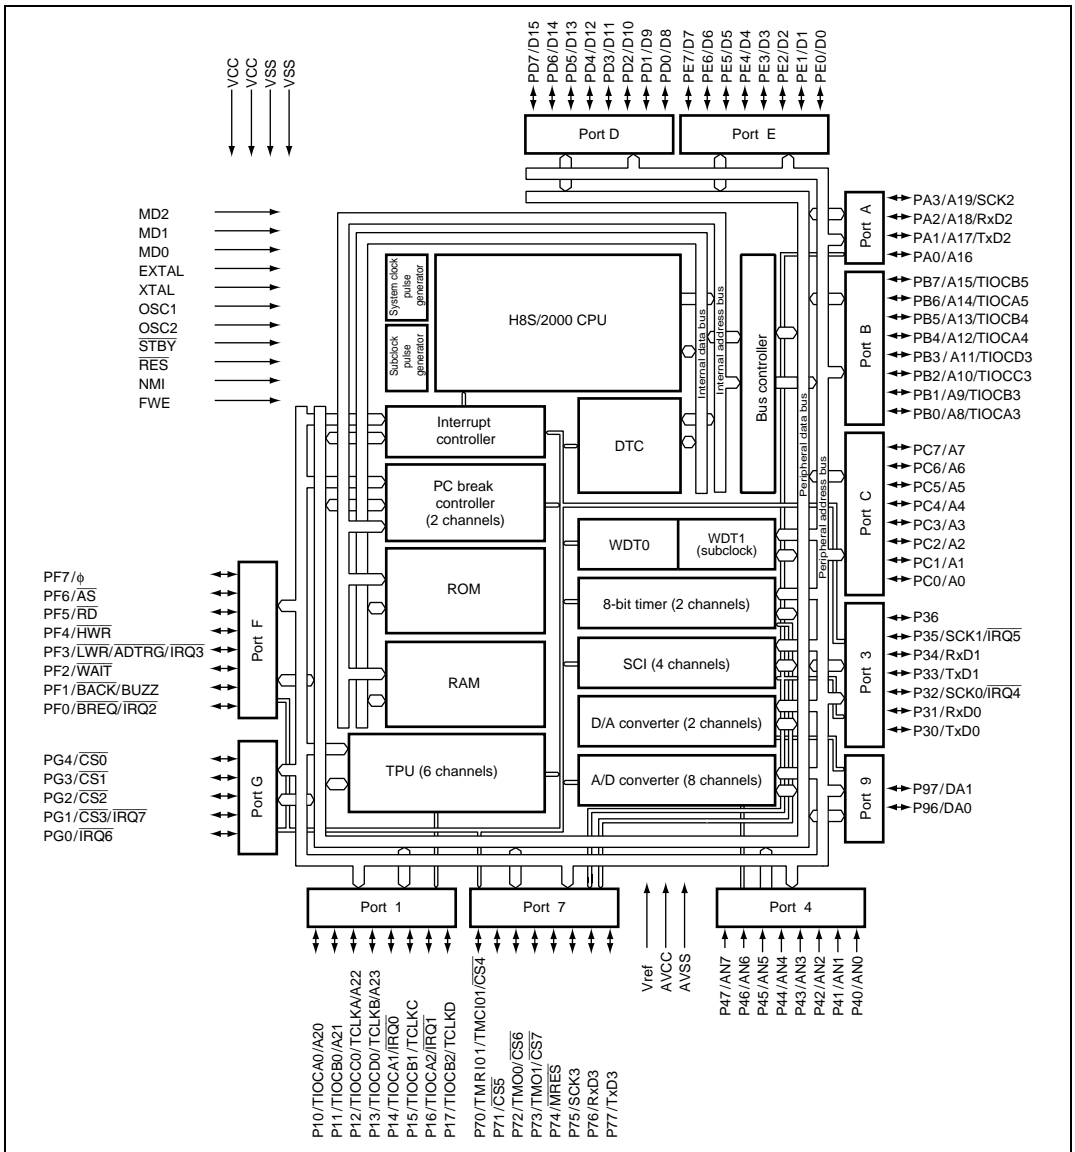 VCC
VCC
VSS
VSS
PD7/D15
PD6/D14
PD5/D13
PD4/D12
PD3/D11
PD2/D10
PD1/D9
PD0/D8
PE7/D7
PE6/D6
PE5/D5
PE4/D4
PE3/D3
PE2/D2
PE1/D1
PE0/D0
Port D
Port E
MD2
MD1
MD0
EXTAL
XTAL
OSC1
OSC2
STBY
RES
NMI
FWE
System clock
pulse
generator
Subclock
pulse
generator
H8S/2000 CPU
Internal data bus
Internal address bus
Bus controller
Peripheral data bus
Peripheral address bus
Interrupt
controller
DTC
PC break
controller
(2 channels)
WDT0
WDT1
(subclock)
ROM
8-bit timer (2 channels)
RAM
SCI (4 channels)
D/A converter (2 channels)
TPU (6 channels)
A/D converter (8 channels)
Port A
PA3/A19/SCK2
PA2/A18/RxD2
PA1/A17/TxD2
PA0/A16
Port B
PB7/A15/TIOCB5
PB6/A14/TIOCA5
PB5/A13/TIOCB4
PB4/A12/TIOCA4
PB3/A11/TIOCD3
PB2/A10/TIOCC3
PB1/A9/TIOCB3
PB0/A8/TIOCA3
Port C
PC7/A7
PC6/A6
PC5/A5
PC4/A4
PC3/A3
PC2/A2
PC1/A1
PC0/A0
Port 3
P36
P35/SCK1/IRQ5
P34/RxD1
P33/TxD1
P32/SCK0/IRQ4
P31/RxD0
P30/TxD0
Port 9
P97/DA1
P96/DA0
PF7/ϕ
PF6/AS
PF5/RD
PF4/HWR
PF3/LWR/ADTRG/IRQ3
PF2/WAIT
PF1/BACK/BUZZ
PF0/BREQ/IRQ2
Port F
PG4/CS0
PG3/CS1
PG2/CS2
PG1/CS3/IRQ7
PG0/IRQ6
Port G
Port 1
Port 7
Port 4
P10/TIOCA0/A20
P11/TIOCB0/A21
P12/TIOCC0/TCLKA/A22
P13/TIOCD0/TCLKB/A23
P14/TIOCA1/IRQ0
P15/TIOCB1/TCLKC
P16/TIOCA2/IRQ1
P17/TIOCB2/TCLKD
P70/TMRI01/TMCI01/CS4
P71/CS5
P72/TMO0/CS6
P73/TMO1/CS7
P74/MRES
P75/SCK3
P76/RxD3
P77/TxD3
Vref
AVCC
AVSS
P47/AN7
P46/AN6
P45/AN5
P44/AN4
P43/AN3
P42/AN2
P41/AN1
P40/AN0